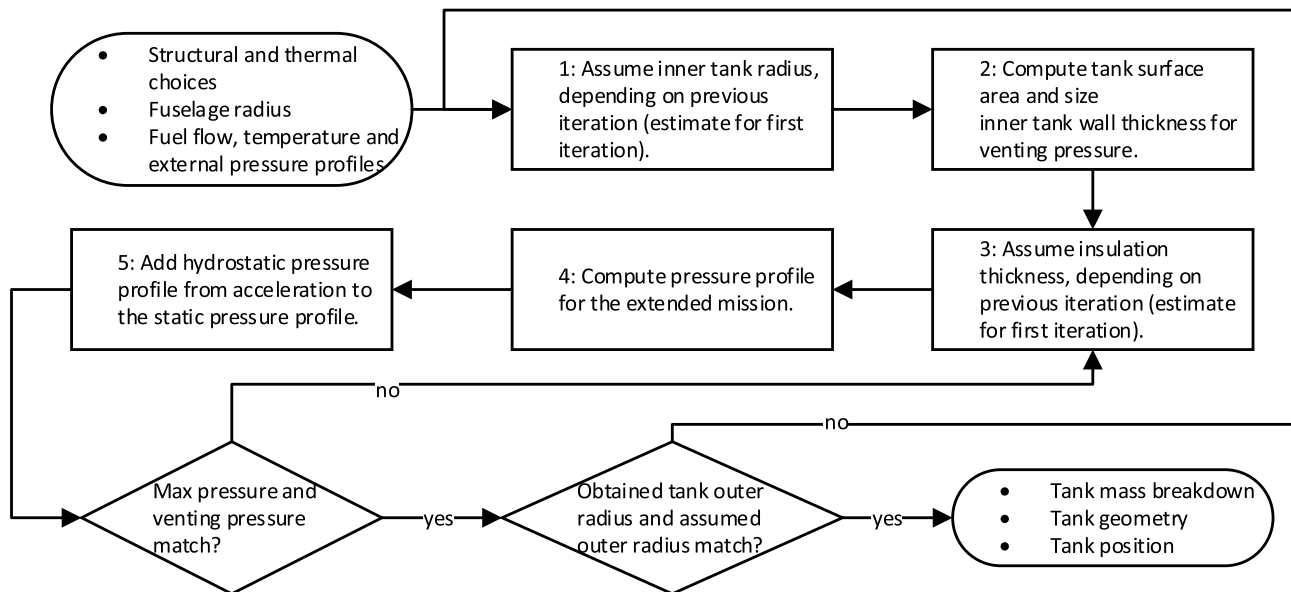 • Structural and thermal
choices
• Fuselage radius
• Fuel flow, temperature and
external pressure profiles
1: Assume inner tank radius,
depending on previous
iteration (estimate for first
iteration).
2: Compute tank surface
area and size
inner tank wall thickness for
venting pressure.
5: Add hydrostatic pressure
profile from acceleration to
the static pressure profile.
4: Compute pressure profile
for the extended mission.
3: Assume insulation
thickness, depending on
previous iteration (estimate
for first iteration).
no
no
Max pressure and
venting pressure
match?
yes
Obtained tank outer
radius and assumed
outer radius match?
yes
• Tank mass breakdown
• Tank geometry
• Tank position